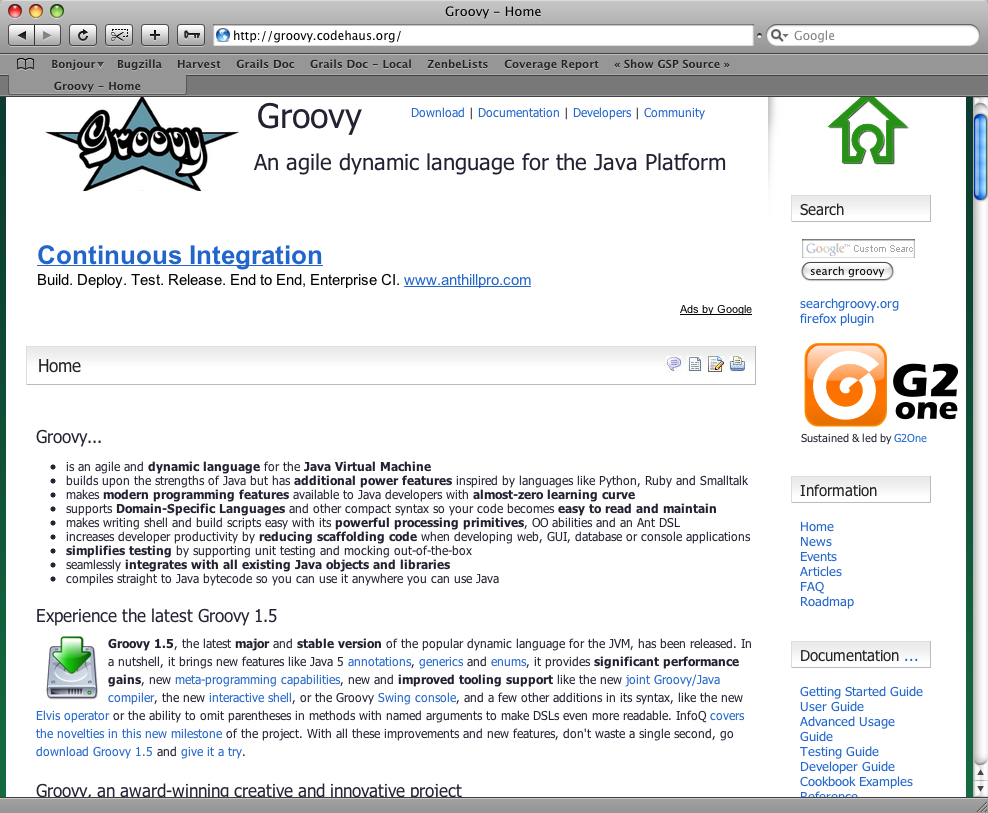 Groovy – Home
http://groovy.codehaus.org/
Google
Bonjour Bugzilla Harvest Grails Doc Grails Doc - Local ZenbeLists Coverage Report « Show GSP Source »
Groovy – Home
Groovy
Groovy
Download | Documentation | Developers | Community
An agile dynamic language for the Java Platform
Continuous Integration
Build. Deploy. Test. Release. End to End, Enterprise CI. www.anthillpro.com
Ads by Google
Home
Groovy...
is an agile and dynamic language for the Java Virtual Machine
builds upon the strengths of Java but has additional power features inspired by languages like Python, Ruby and Smalltalk
makes modern programming features available to Java developers with almost-zero learning curve
supports Domain-Specific Languages and other compact syntax so your code becomes easy to read and maintain
makes writing shell and build scripts easy with its powerful processing primitives, OO abilities and an Ant DSL
increases developer productivity by reducing scaffolding code when developing web, GUI, database or console applications
simplifies testing by supporting unit testing and mocking out-of-the-box
seamlessly integrates with all existing Java objects and libraries
compiles straight to Java bytecode so you can use it anywhere you can use Java
Experience the latest Groovy 1.5
Groovy 1.5, the latest major and stable version of the popular dynamic language for the JVM, has been released. In
a nutshell, it brings new features like Java 5 annotations, generics and enums, it provides significant performance
gains, new meta-programming capabilities, new and improved tooling support like the new joint Groovy/Java
compiler, the new interactive shell, or the Groovy Swing console, and a few other additions in its syntax, like the new
Elvis operator or the ability to omit parentheses in methods with named arguments to make DSLs even more readable. InfoQ covers
the novelties in this new milestone of the project. With all these improvements and new features, don't waste a single second, go
download Groovy 1.5 and give it a try.
Groovy, an award-winning creative and innovative project
Search
Google™ Custom Searc
search groovy
searchgroovy.org
firefox plugin
G2
one
Sustained & led by G2One
Information
Home
News
Events
Articles
FAQ
Roadmap
Documentation ...
Getting Started Guide
User Guide
Advanced Usage
Guide
Testing Guide
Developer Guide
Cookbook Examples
Reference